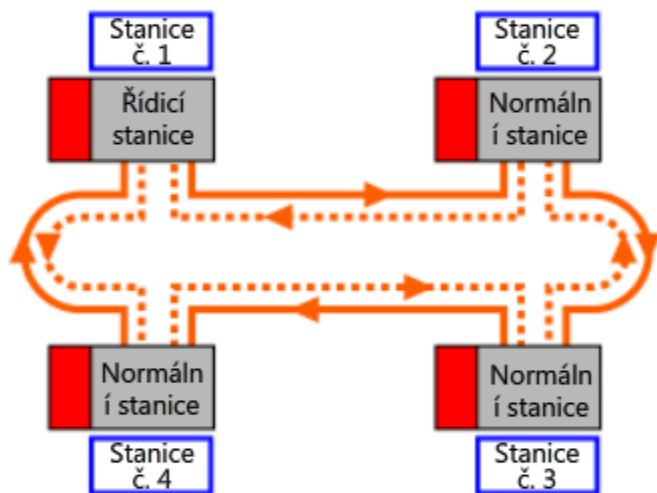 Stanice
č. 1
Stanice
č. 2
Řídicí
stanice
Normáln
í stanice
Normáln
í stanice
Normáln
í stanice
Stanice
č. 4
Stanice
č. 3